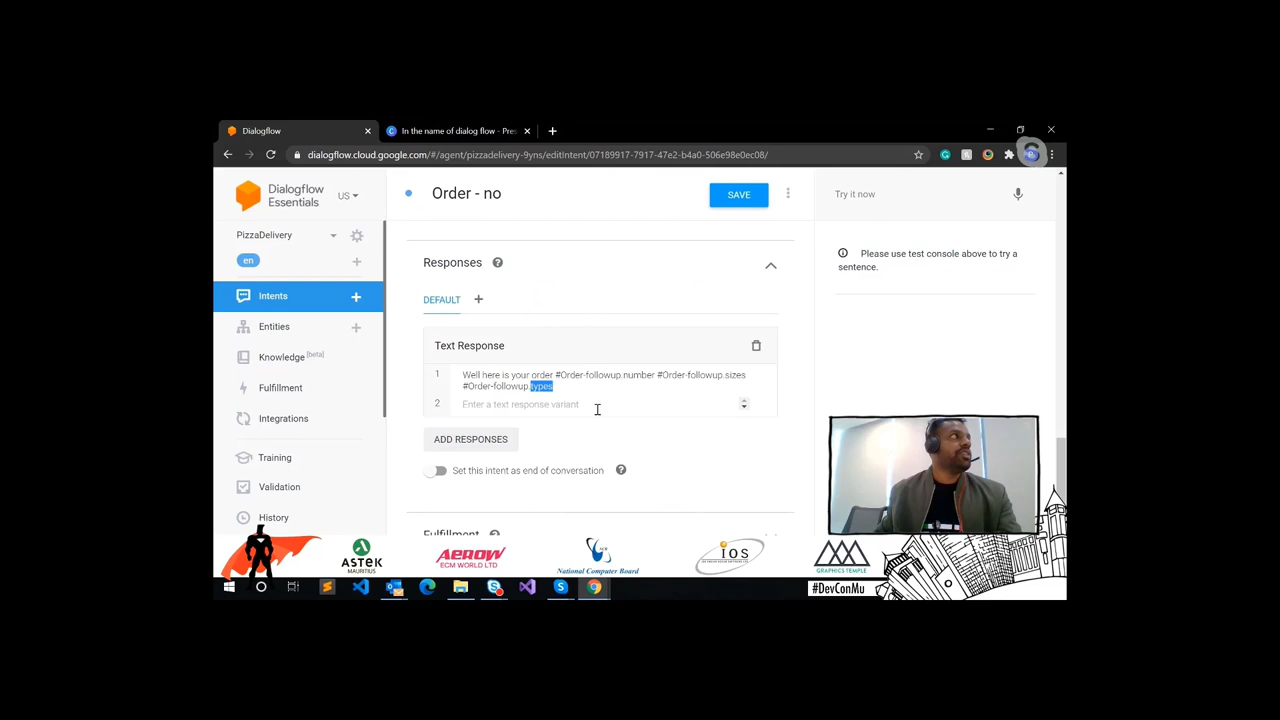 Dialogflow
In the name of dialog flow - Pres
dialogflow.cloud.google.com/#/agent/pizzadelivery-9yns/editIntent/07189917-7917-47e2-b4a0-506e98e0ec08/
Dialogflow
Essentials
US
Order - no
SAVE
Try it now
PizzaDelivery
en
Intents
Entities
Knowledge [beta]
Fulfillment
Integrations
Training
Validation
History
Responses
DEFAULT
Text Response
1 Well here is your order #Order-followup.number #Order-followup.sizes
#Order-followup.types
2 Enter a text response variant
ADD RESPONSES
Set this intent as end of conversation
Fulfillment
Please use test console above to try a
sentence.
ASTEK
MAURITIUS
AEROW
ECM WORLD LTD
National Computer Board
IOS
GRAPHICS TEMPLE
#DevConMu